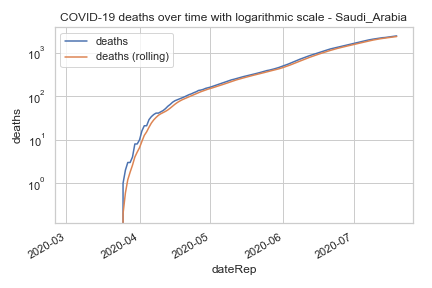 COVID-19 deaths over time with logarithmic scale - Saudi_Arabia
deaths
deaths (rolling)
deaths
10³
10²
10¹
10⁰
2020-03
2020-04
2020-05
2020-06
2020-07
dateRep